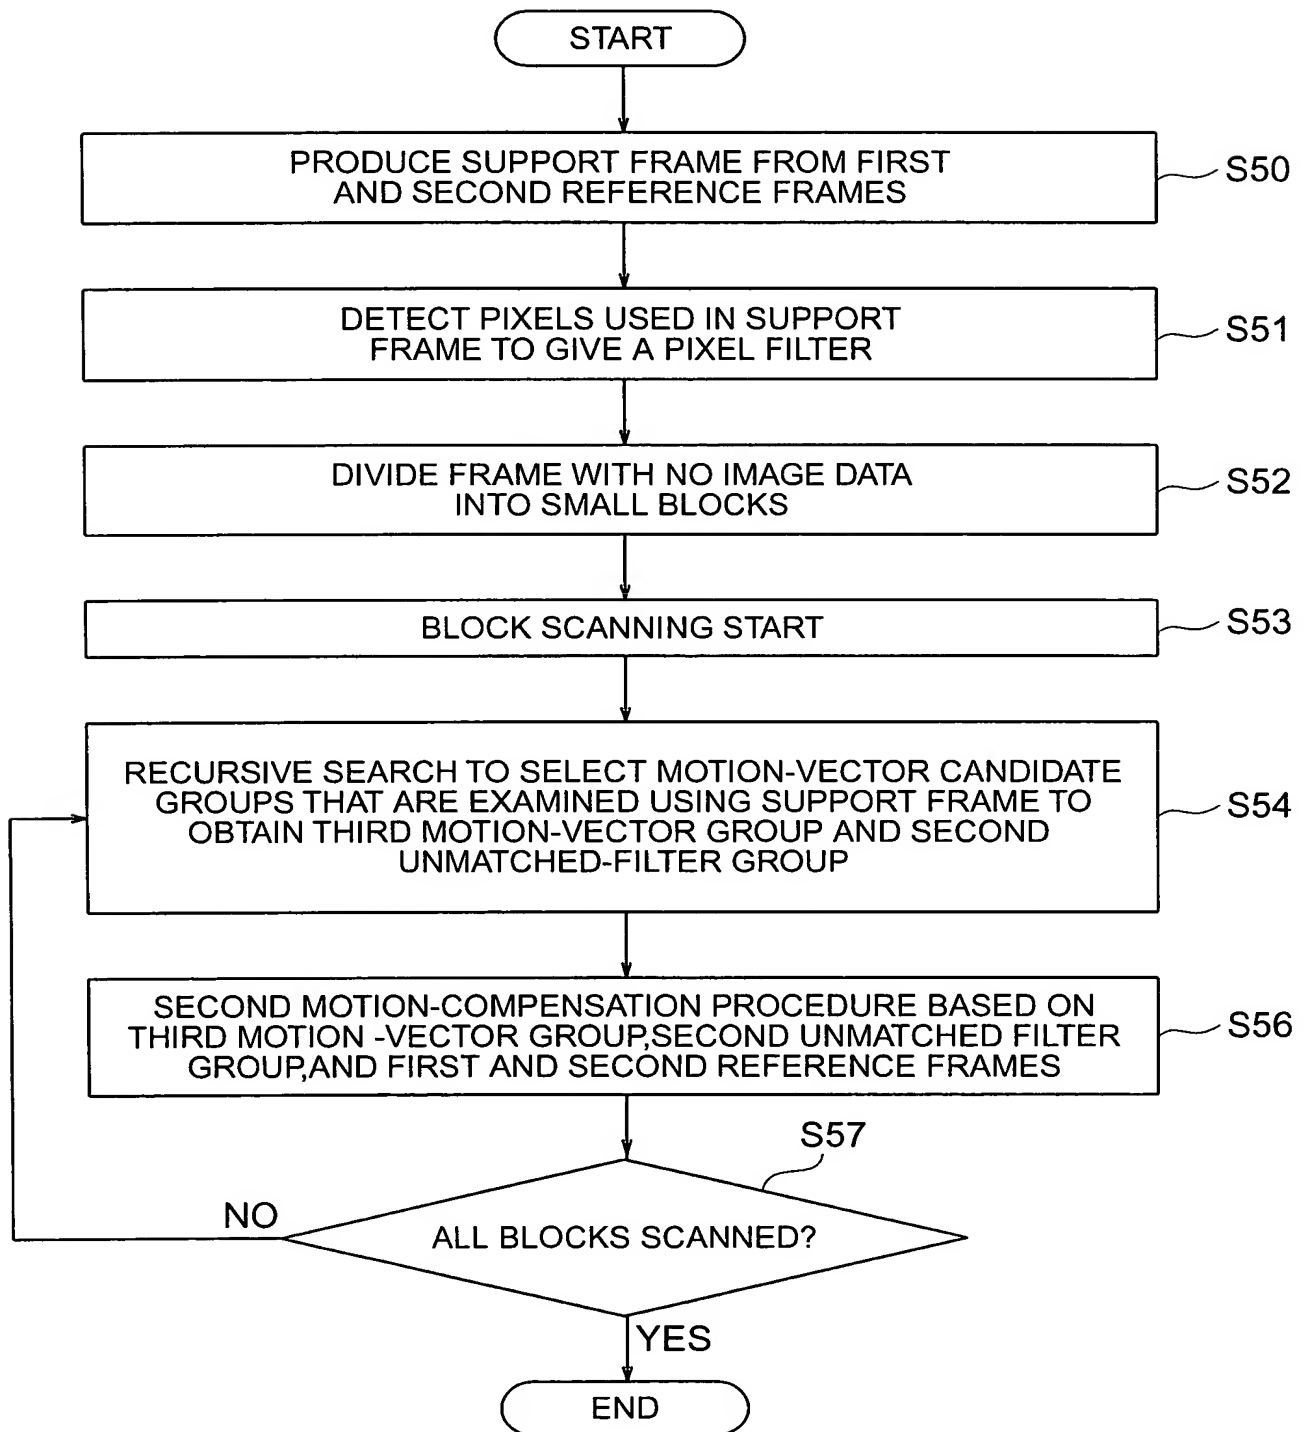 START
PRODUCE SUPPORT FRAME FROM FIRST
AND SECOND REFERENCE FRAMES
S50
DETECT PIXELS USED IN SUPPORT
FRAME TO GIVE A PIXEL FILTER
S51
DIVIDE FRAME WITH NO IMAGE DATA
INTO SMALL BLOCKS
S52
BLOCK SCANNING START
S53
RECURSIVE SEARCH TO SELECT MOTION-VECTOR CANDIDATE
GROUPS THAT ARE EXAMINED USING SUPPORT FRAME TO
OBTAIN THIRD MOTION-VECTOR GROUP AND SECOND
UNMATCHED-FILTER GROUP
S54
SECOND MOTION-COMPENSATION PROCEDURE BASED ON
THIRD MOTION -VECTOR GROUP,SECOND UNMATCHED FILTER
GROUP,AND FIRST AND SECOND REFERENCE FRAMES
S56
S57
NO
ALL BLOCKS SCANNED?
YES
END